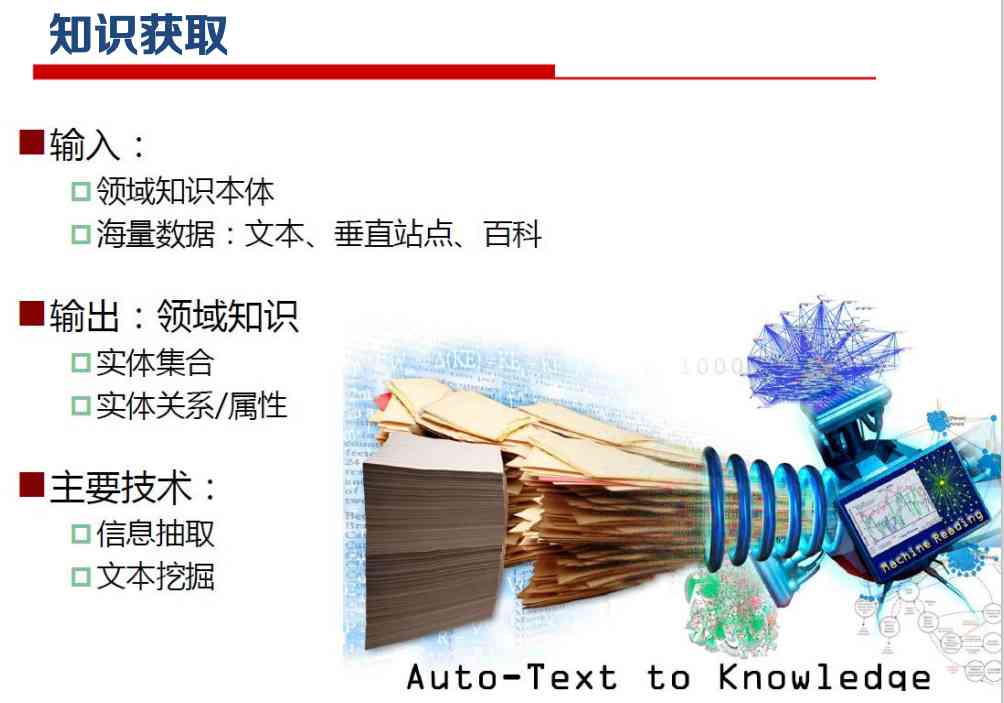 知识获取
输入：
领域知识本体
海量数据：文本、垂直站点、百科
输出：领域知识
实体集合
实体关系/属性
主要技术：
信息抽取
文本挖掘
1000
Machine Reading
Auto-Text to Knowledge